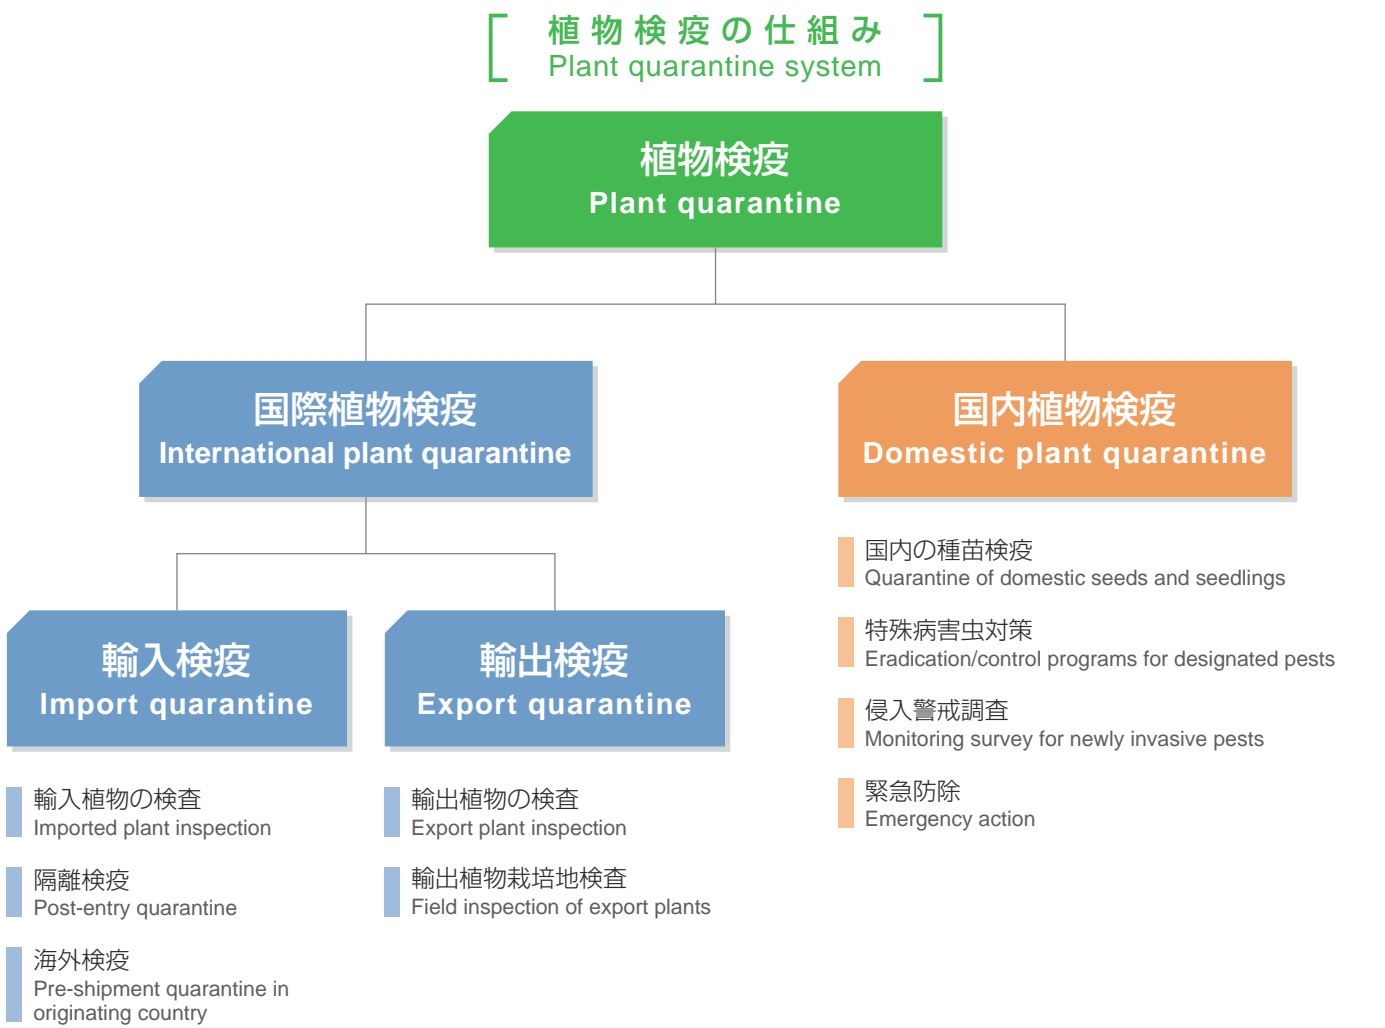 植物検疫の仕組み
Plant quarantine system
植物検疫
Plant quarantine
国際植物検疫
International plant quarantine
国内植物検疫
Domestic plant quarantine
輸入検疫
Import quarantine
輸出検疫
Export quarantine
輸入植物の検査
Imported plant inspection
隔離検疫
Post-entry quarantine
海外検疫
Pre-shipment quarantine in
originating country
輸出植物の検査
Export plant inspection
輸出植物栽培地検査
Field inspection of export plants
国内の種苗検疫
Quarantine of domestic seeds and seedlings
特殊病害虫対策
Eradication/control programs for designated pests
侵入警戒調査
Monitoring survey for newly invasive pests
緊急防除
Emergency action